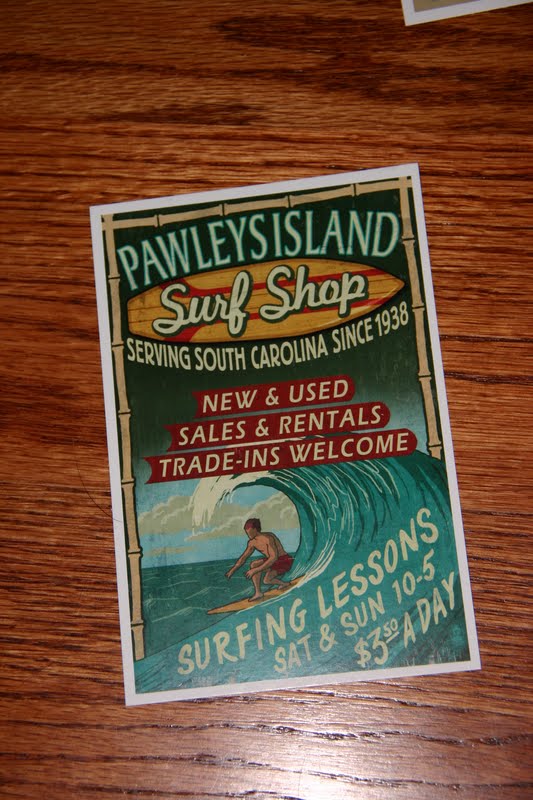 PAWLEYS ISLAND
Surf Shop
SERVING SOUTH CAROLINA SINCE 1938
NEW & USED
SALES & RENTALS
TRADE-INS WELCOME
SURFING LESSONS
SAT & SUN 10-5
$3.50 A DAY